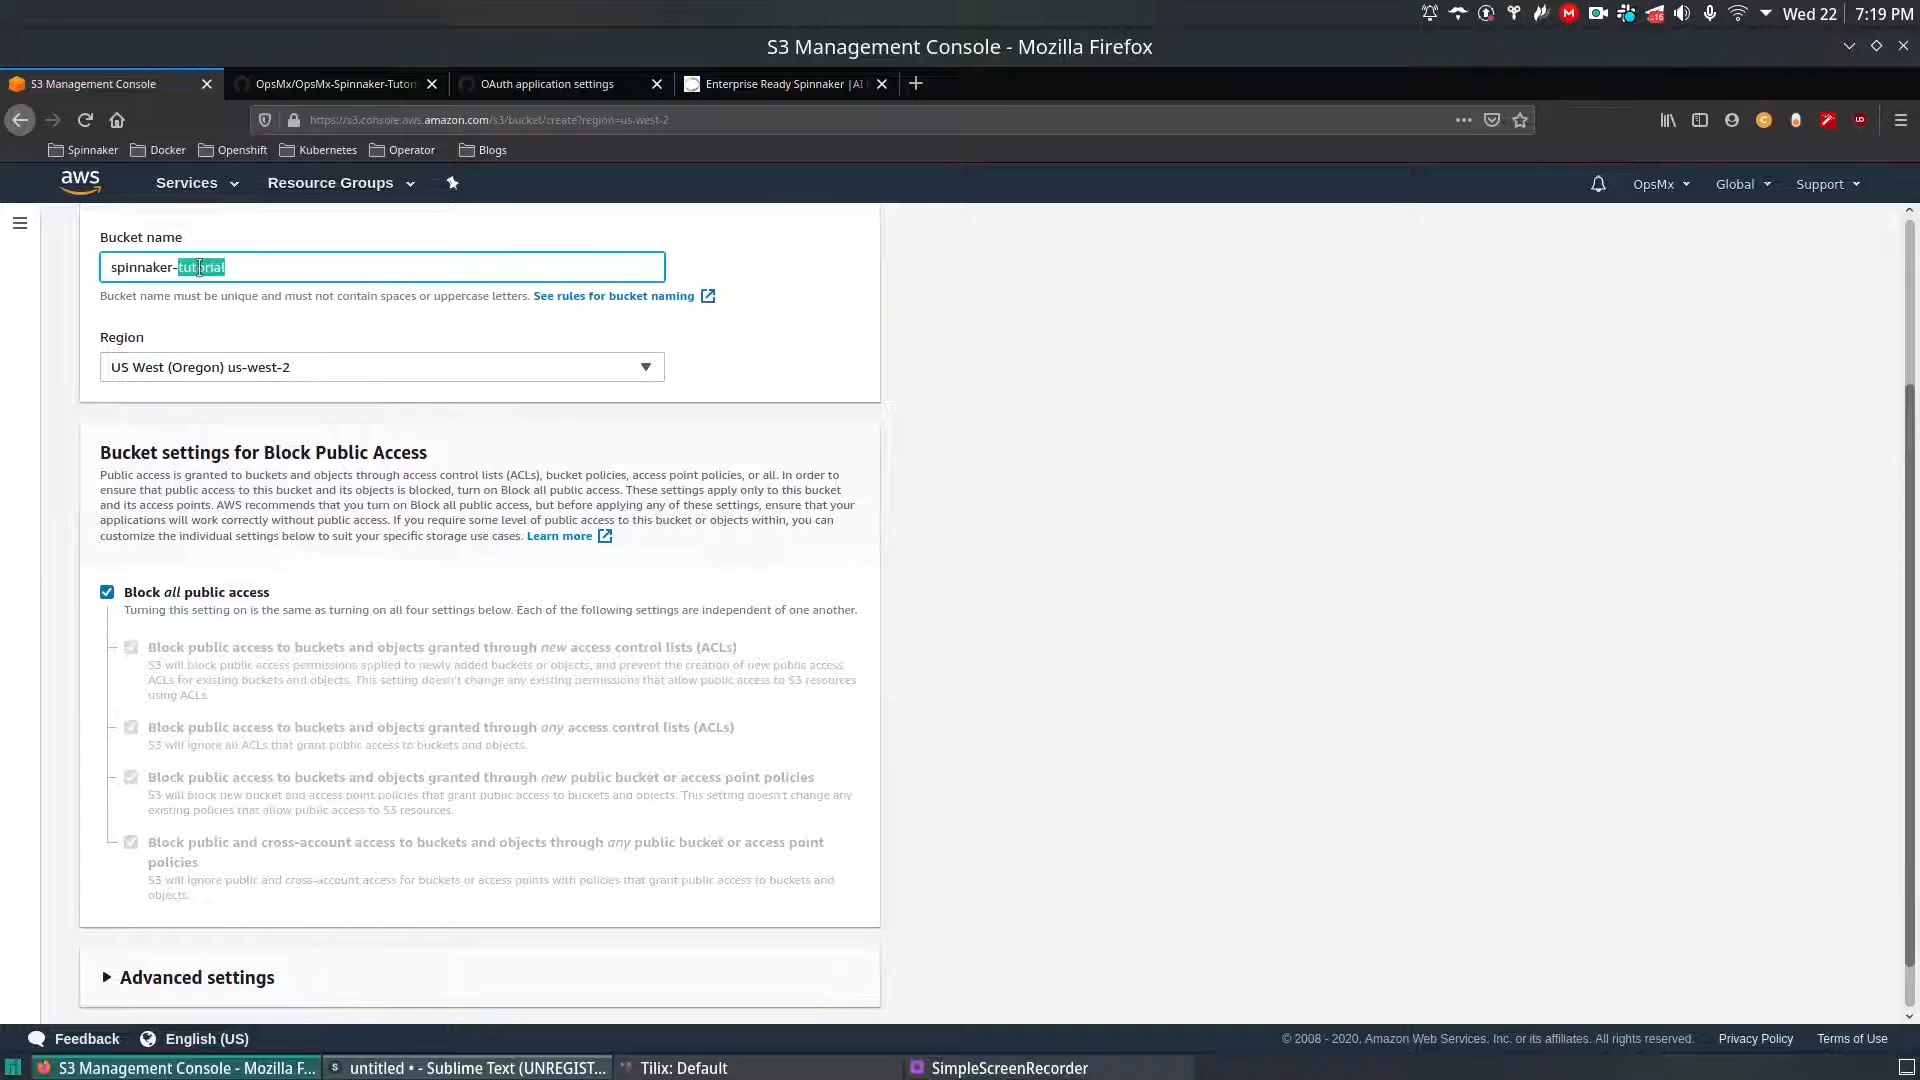 Wed 22
7:19 PM
S3 Management Console - Mozilla Firefox
S3 Management Console
OpsMx/OpsMx-Spinnaker-Tutori
OAuth application settings
Enterprise Ready Spinnaker |AI
https://s3.console.aws.amazon.com/s3/bucket/create?region=us-west-2
Spinnaker
Docker
Openshift
Kubernetes
Operator
Blogs
aws
Services
Resource Groups
OpsMx
Global
Support
Bucket name
spinnaker-tutorial
Bucket name must be unique and must not contain spaces or uppercase letters. See rules for bucket naming
Region
US West (Oregon) us-west-2
Bucket settings for Block Public Access
Public access is granted to buckets and objects through access control lists (ACLs), bucket policies, access point policies, or all. In order to
ensure that public access to this bucket and its objects is blocked, turn on Block all public access. These settings apply only to this bucket
and its access points. AWS recommends that you turn on Block all public access, but before applying any of these settings, ensure that your
applications will work correctly without public access. If you require some level of public access to this bucket or objects within, you can
customize the individual settings below to suit your specific storage use cases. Learn more
Block all public access
Turning this setting on is the same as turning on all four settings below. Each of the following settings are independent of one another.
Block public access to buckets and objects granted through new access control lists (ACLs)
S3 will block public access permissions applied to newly added buckets or objects, and prevent the creation of new public access
ACLs for existing buckets and objects. This setting doesn't change any existing permissions that allow public access to S3 resources
using ACLs.
Block public access to buckets and objects granted through any access control lists (ACLs)
S3 will ignore all ACLs that grant public access to buckets and objects.
Block public access to buckets and objects granted through new public bucket or access point policies
S3 will block new bucket and access point policies that grant public access to buckets and objects. This setting doesn't change any
existing policies that allow public access to S3 resources.
Block public and cross-account access to buckets and objects through any public bucket or access point
policies
S3 will ignore public and cross-account access for buckets or access points with policies that grant public access to buckets and
objects.
Advanced settings
Feedback
English (US)
© 2008 - 2020, Amazon Web Services, Inc. or its affiliates. All rights reserved.
Privacy Policy
Terms of Use
S3 Management Console - Mozilla F...
untitled • - Sublime Text (UNREGIST...
Tilix: Default
SimpleScreenRecorder